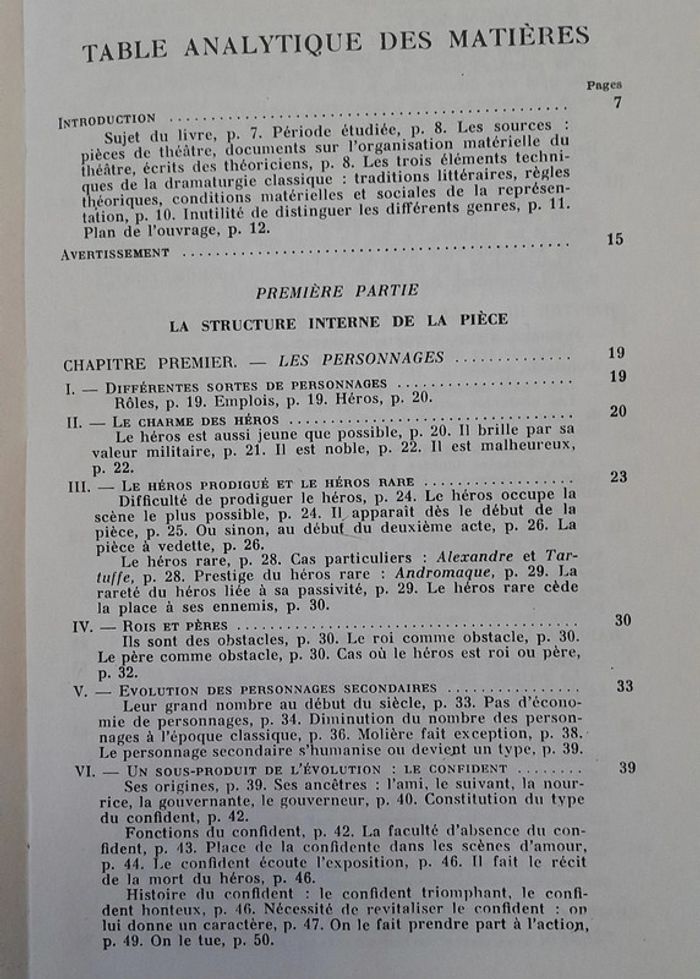 TABLE ANALYTIQUE DES MATIÈRES
Pages
INTRODUCTION .......... 7
Sujet du livre, p. 7. Période étudiée, p. 8. Les sources :
pièces de théâtre, documents sur l'organisation matérielle du
théâtre, écrits des théoriciens, p. 8. Les trois éléments techni-
ques de la dramaturgie classique : traditions littéraires, règles
théoriques, conditions matérielles et sociales de la représen-
tation, p. 10. Inutilité de distinguer les différents genres, p. 11.
Plan de l'ouvrage, p. 12.
AVERTISSEMENT .......... 15
PREMIÈRE PARTIE
LA STRUCTURE INTERNE DE LA PIÈCE
CHAPITRE PREMIER. — LES PERSONNAGES .......... 19
I. — DIFFÉRENTES SORTES DE PERSONNAGES .......... 19
Rôles, p. 19. Emplois, p. 19. Héros, p. 20.
II. — LE CHARME DES HÉROS .......... 20
Le héros est aussi jeune que possible, p. 20. Il brille par sa
valeur militaire, p. 21. Il est noble, p. 22. Il est malheureux,
p. 22.
III. — LE HÉROS PRODIGUÉ ET LE HÉROS RARE .......... 23
Difficulté de prodiguer le héros, p. 24. Le héros occupe la
scène le plus possible, p. 24. Il apparaît dès le début de la
pièce, p. 25. Ou sinon, au début du deuxième acte, p. 26. La
pièce à vedette, p. 26.
Le héros rare, p. 28. Cas particuliers : Alexandre et Tar-
tuffe, p. 28. Prestige du héros rare : Andromaque, p. 29. La
rareté du héros liée à sa passivité, p. 29. Le héros rare cède
la place à ses ennemis, p. 30.
IV. — ROIS ET PÈRES .......... 30
Ils sont des obstacles, p. 30. Le roi comme obstacle, p. 30.
Le père comme obstacle, p. 30. Cas où le héros est roi ou père,
p. 32.
V. — EVOLUTION DES PERSONNAGES SECONDAIRES .......... 33
Leur grand nombre au début du siècle, p. 33. Pas d'écono-
mie de personnages, p. 34. Diminution du nombre des person-
nages à l'époque classique, p. 36. Molière fait exception, p. 38.
Le personnage secondaire s'humanise ou devient un type, p. 39.
VI. — UN SOUS-PRODUIT DE L'ÉVOLUTION : LE CONFIDENT ........ 39
Ses origines, p. 39. Ses ancêtres : l'ami, le suivant, la nour-
rice, la gouvernante, le gouverneur, p. 40. Constitution du type
du confident, p. 42.
Fonctions du confident, p. 42. La faculté d'absence du con-
fident, p. 43. Place de la confidente dans les scènes d'amour,
p. 44. Le confident écoute l'exposition, p. 46. Il fait le récit
de la mort du héros, p. 46.
Histoire du confident : le confident triomphant, le confi-
dent honteux, p. 46. Nécessité de revitaliser le confident : on
lui donne un caractère, p. 47. On le fait prendre part à l'action,
p. 49. On le tue, p. 50.